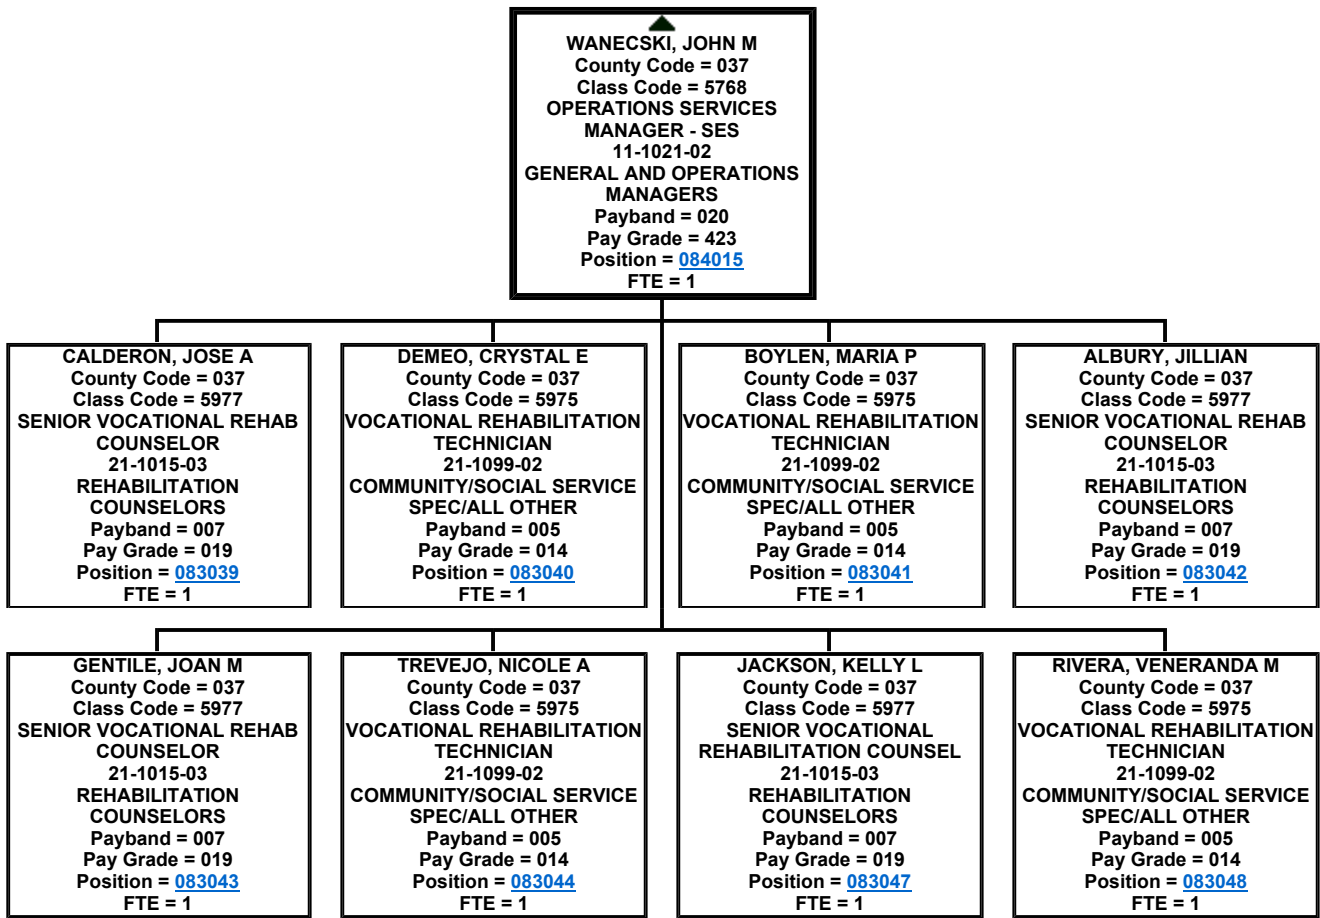 WANECSKI, JOHN M
County Code = 037
Class Code = 5768
OPERATIONS SERVICES
MANAGER - SES
11-1021-02
GENERAL AND OPERATIONS
MANAGERS
Payband = 020
Pay Grade = 423
Position = 084015
FTE = 1
CALDERON, JOSE A
County Code = 037
Class Code = 5977
SENIOR VOCATIONAL REHAB
COUNSELOR
21-1015-03
REHABILITATION
COUNSELORS
Payband = 007
Pay Grade = 019
Position = 083039
FTE = 1
DEMEO, CRYSTAL E
County Code = 037
Class Code = 5975
VOCATIONAL REHABILITATION
TECHNICIAN
21-1099-02
COMMUNITY/SOCIAL SERVICE
SPEC/ALL OTHER
Payband = 005
Pay Grade = 014
Position = 083040
FTE = 1
BOYLEN, MARIA P
County Code = 037
Class Code = 5975
VOCATIONAL REHABILITATION
TECHNICIAN
21-1099-02
COMMUNITY/SOCIAL SERVICE
SPEC/ALL OTHER
Payband = 005
Pay Grade = 014
Position = 083041
FTE = 1
ALBURY, JILLIAN
County Code = 037
Class Code = 5977
SENIOR VOCATIONAL REHAB
COUNSELOR
21-1015-03
REHABILITATION
COUNSELORS
Payband = 007
Pay Grade = 019
Position = 083042
FTE = 1
GENTILE, JOAN M
County Code = 037
Class Code = 5977
SENIOR VOCATIONAL REHAB
COUNSELOR
21-1015-03
REHABILITATION
COUNSELORS
Payband = 007
Pay Grade = 019
Position = 083043
FTE = 1
TREVEJO, NICOLE A
County Code = 037
Class Code = 5975
VOCATIONAL REHABILITATION
TECHNICIAN
21-1099-02
COMMUNITY/SOCIAL SERVICE
SPEC/ALL OTHER
Payband = 005
Pay Grade = 014
Position = 083044
FTE = 1
JACKSON, KELLY L
County Code = 037
Class Code = 5977
SENIOR VOCATIONAL
REHABILITATION COUNSEL
21-1015-03
REHABILITATION
COUNSELORS
Payband = 007
Pay Grade = 019
Position = 083047
FTE = 1
RIVERA, VENERANDA M
County Code = 037
Class Code = 5975
VOCATIONAL REHABILITATION
TECHNICIAN
21-1099-02
COMMUNITY/SOCIAL SERVICE
SPEC/ALL OTHER
Payband = 005
Pay Grade = 014
Position = 083048
FTE = 1